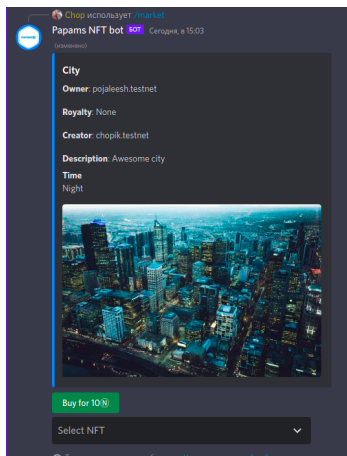 Chop использует /market
Papams NFT bot БОТ Сегодня, в 15:03
(изменено)
City
Owner: pojaleesh.testnet
Royalty: None
Creator: chopik.testnet
Description: Awesome city
Time
Night
Buy for 10Ⓝ
Select NFT